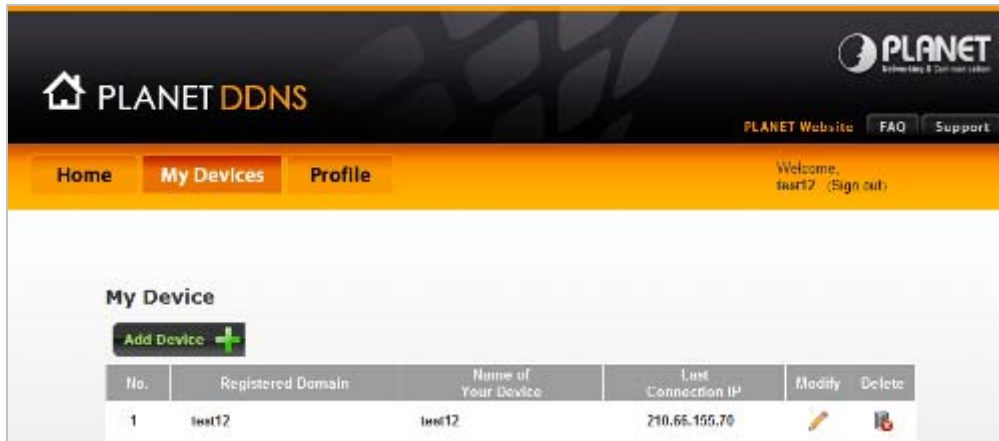 PLANET
Networking & Communication
PLANET DDNS
PLANET Website FAQ Support
Home My Devices Profile
Welcome,
test12 (Sign out)
My Device
Add Device
No. Registered Domain Name of Your Device Last Connection IP Modify Delete
1 test12 test12 210.66.155.70